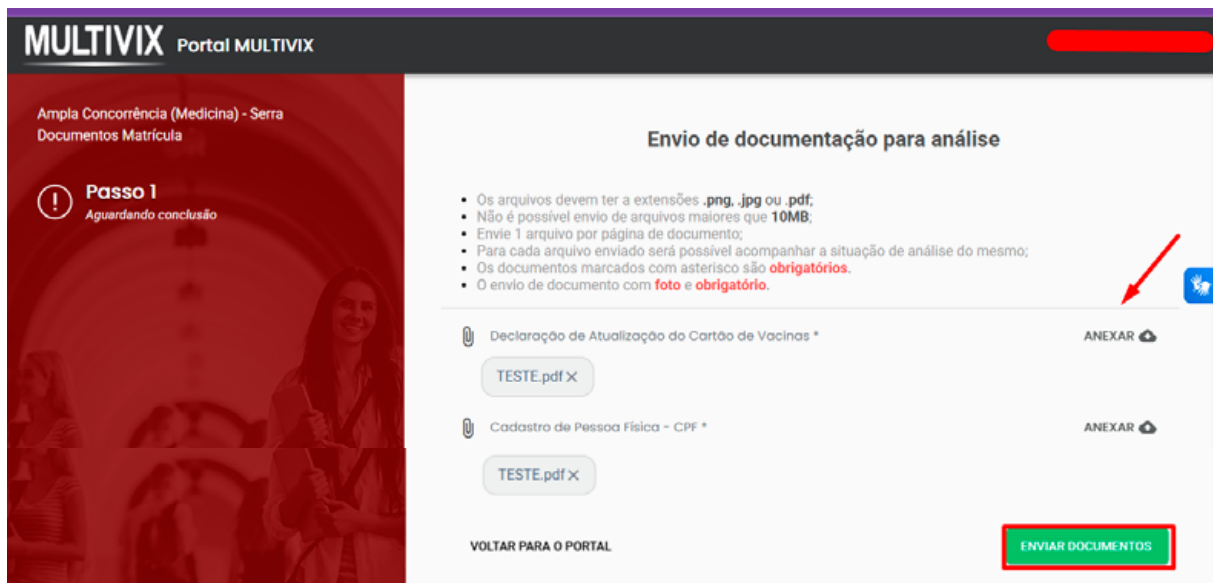 MULTIVIX Portal MULTIVIX
Ampla Concorrência (Medicina) - Serra
Documentos Matrícula
Passo 1
Aguardando conclusão
Envio de documentação para análise
Os arquivos devem ter a extensões .png, .jpg ou .pdf;
Não é possível envio de arquivos maiores que 10MB;
Envie 1 arquivo por página de documento;
Para cada arquivo enviado será possível acompanhar a situação de análise do mesmo;
Os documentos marcados com asterisco são obrigatórios.
O envio de documento com foto e obrigatório.
Declaração de Atualização do Cartão de Vacinas * ANEXAR
TESTE.pdf ×
Cadastro de Pessoa Física - CPF * ANEXAR
TESTE.pdf ×
VOLTAR PARA O PORTAL ENVIAR DOCUMENTOS